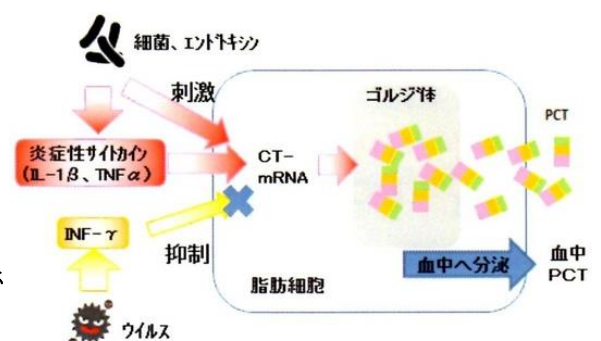 細菌、エンドトキシン
刺激
ゴルジ体
PCT
炎症性サイトカイン
(IL-1β、TNFα)
CT-
mRNA
INF-γ
抑制
血中へ分泌
血中
PCT
脂肪細胞
ウイルス